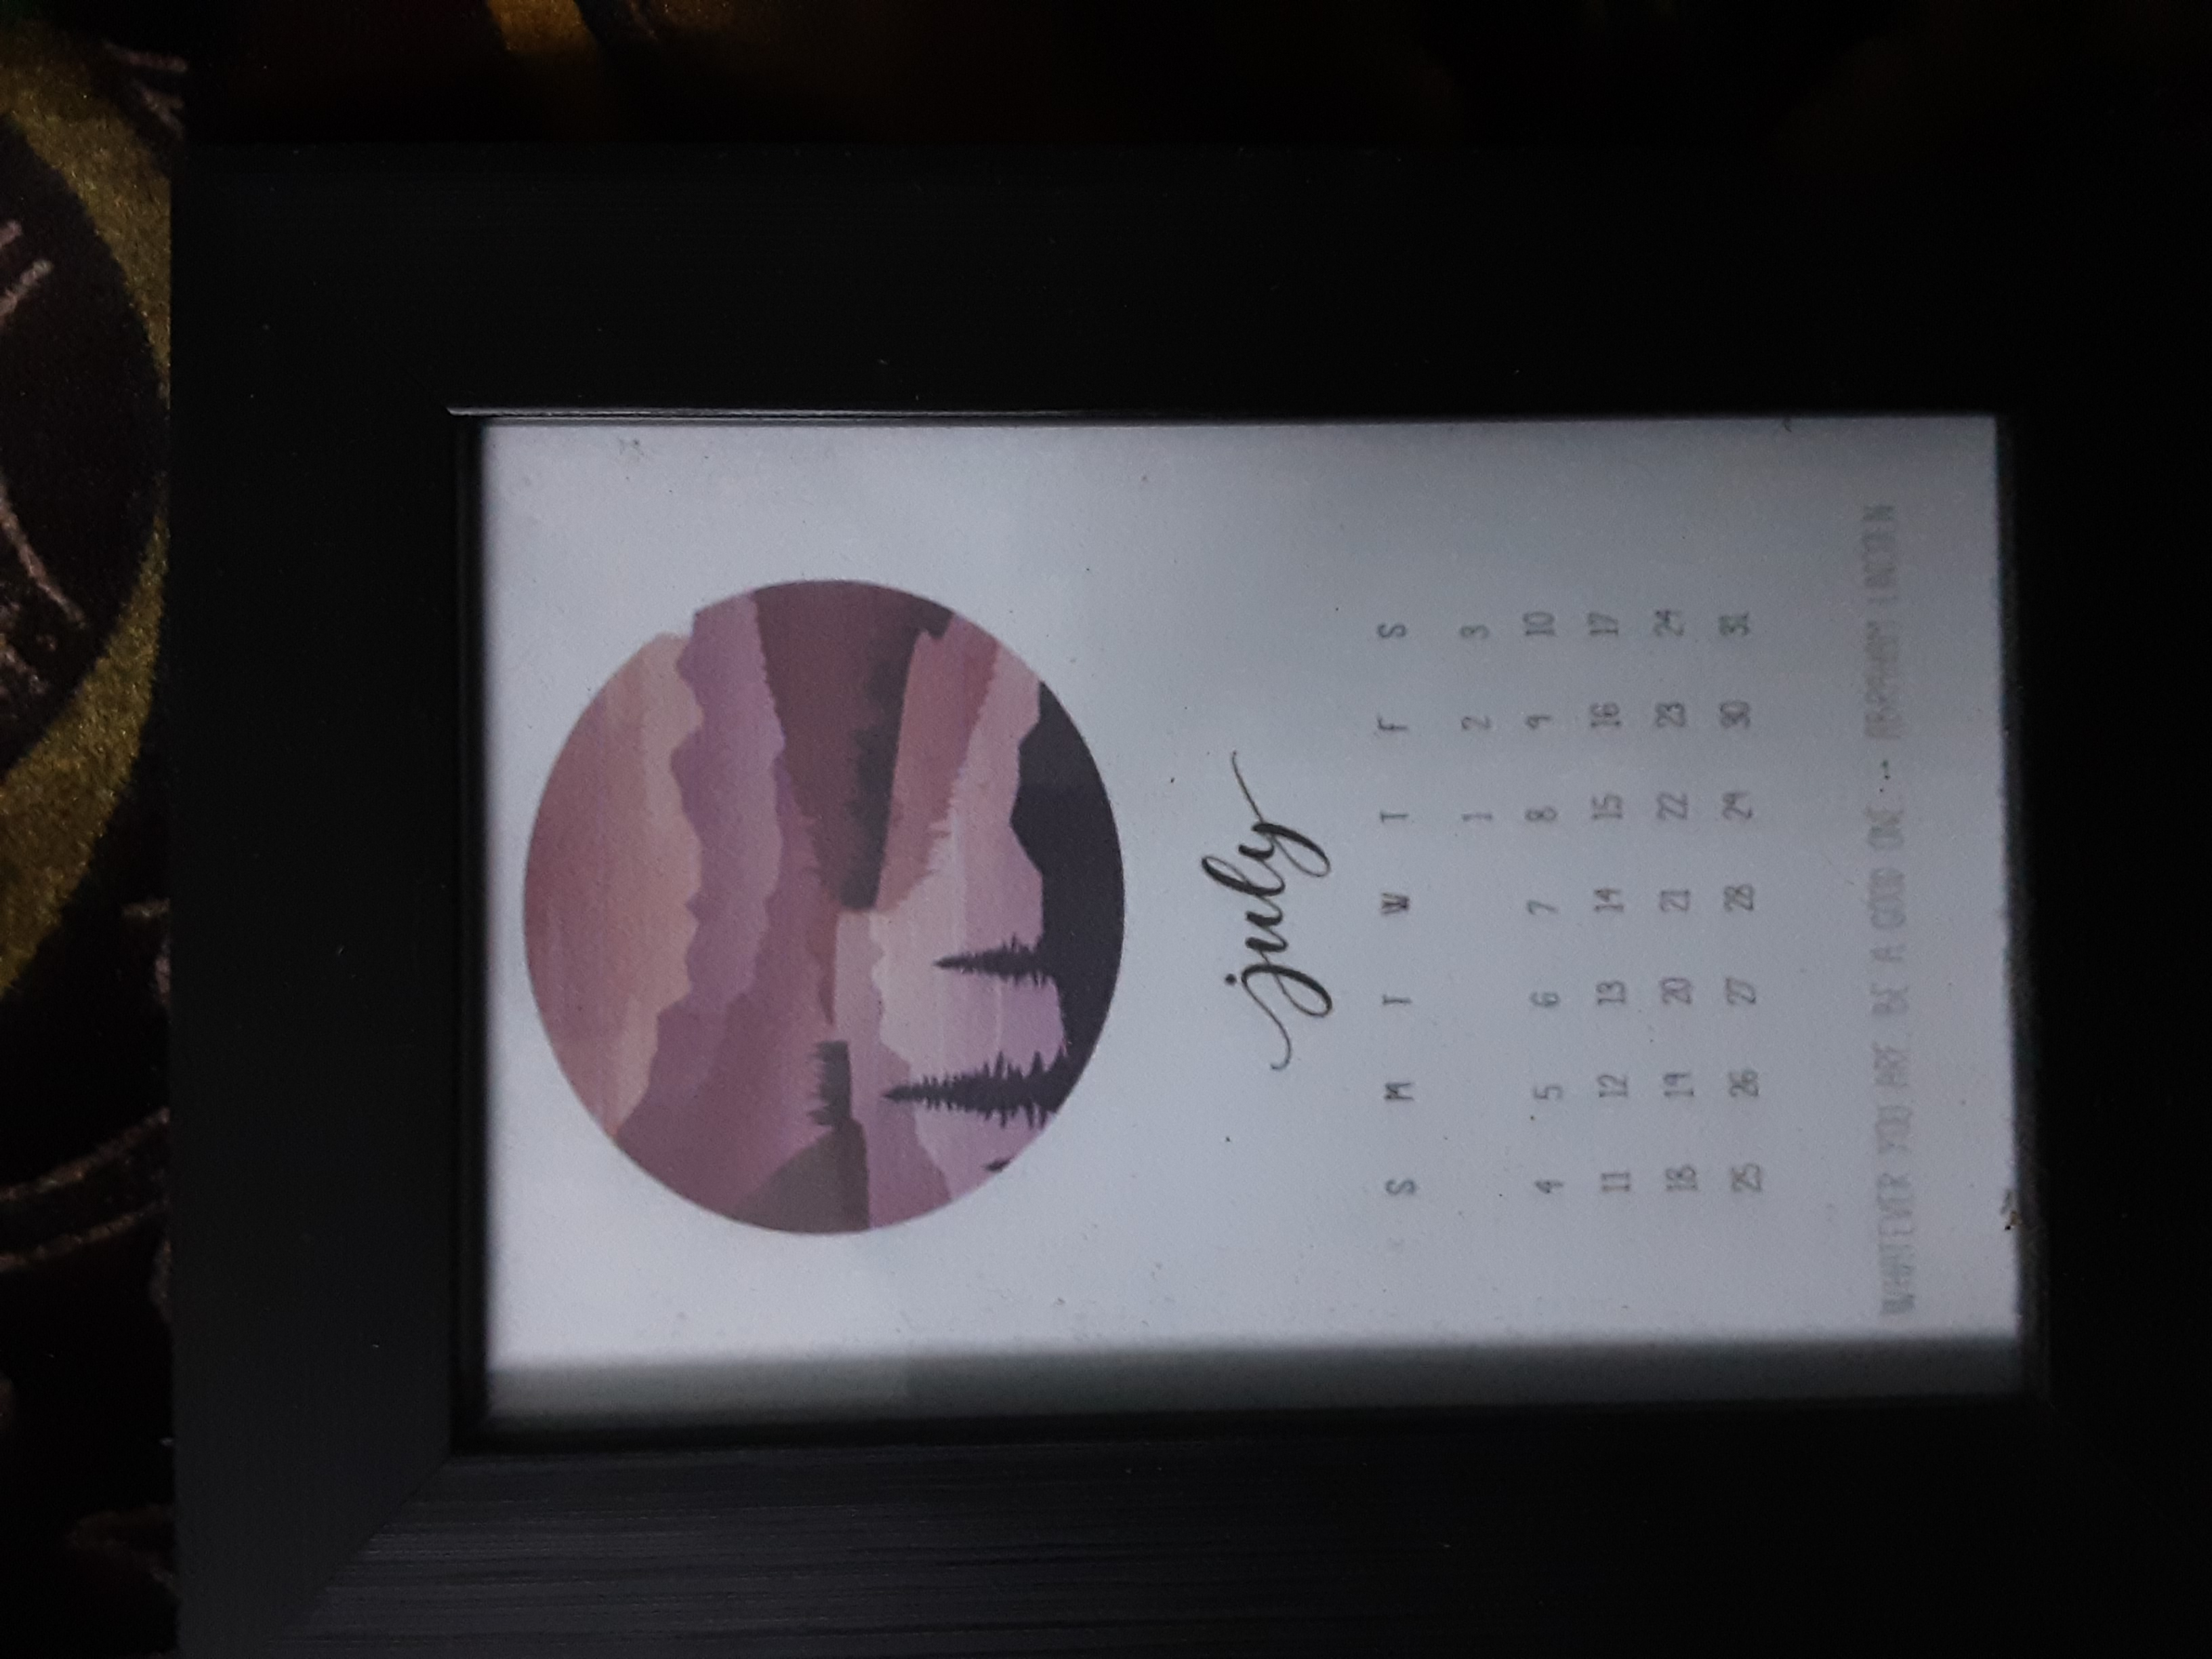 july
S M T W T F S
1 2 3
4 5 6 7 8 9 10
11 12 13 14 15 16 17
18 19 20 21 22 23 24
25 26 27 28 29 30 31
WHATEVER YOU ARE, BE A GOOD ONE. -- ABRAHAM LINCOLN